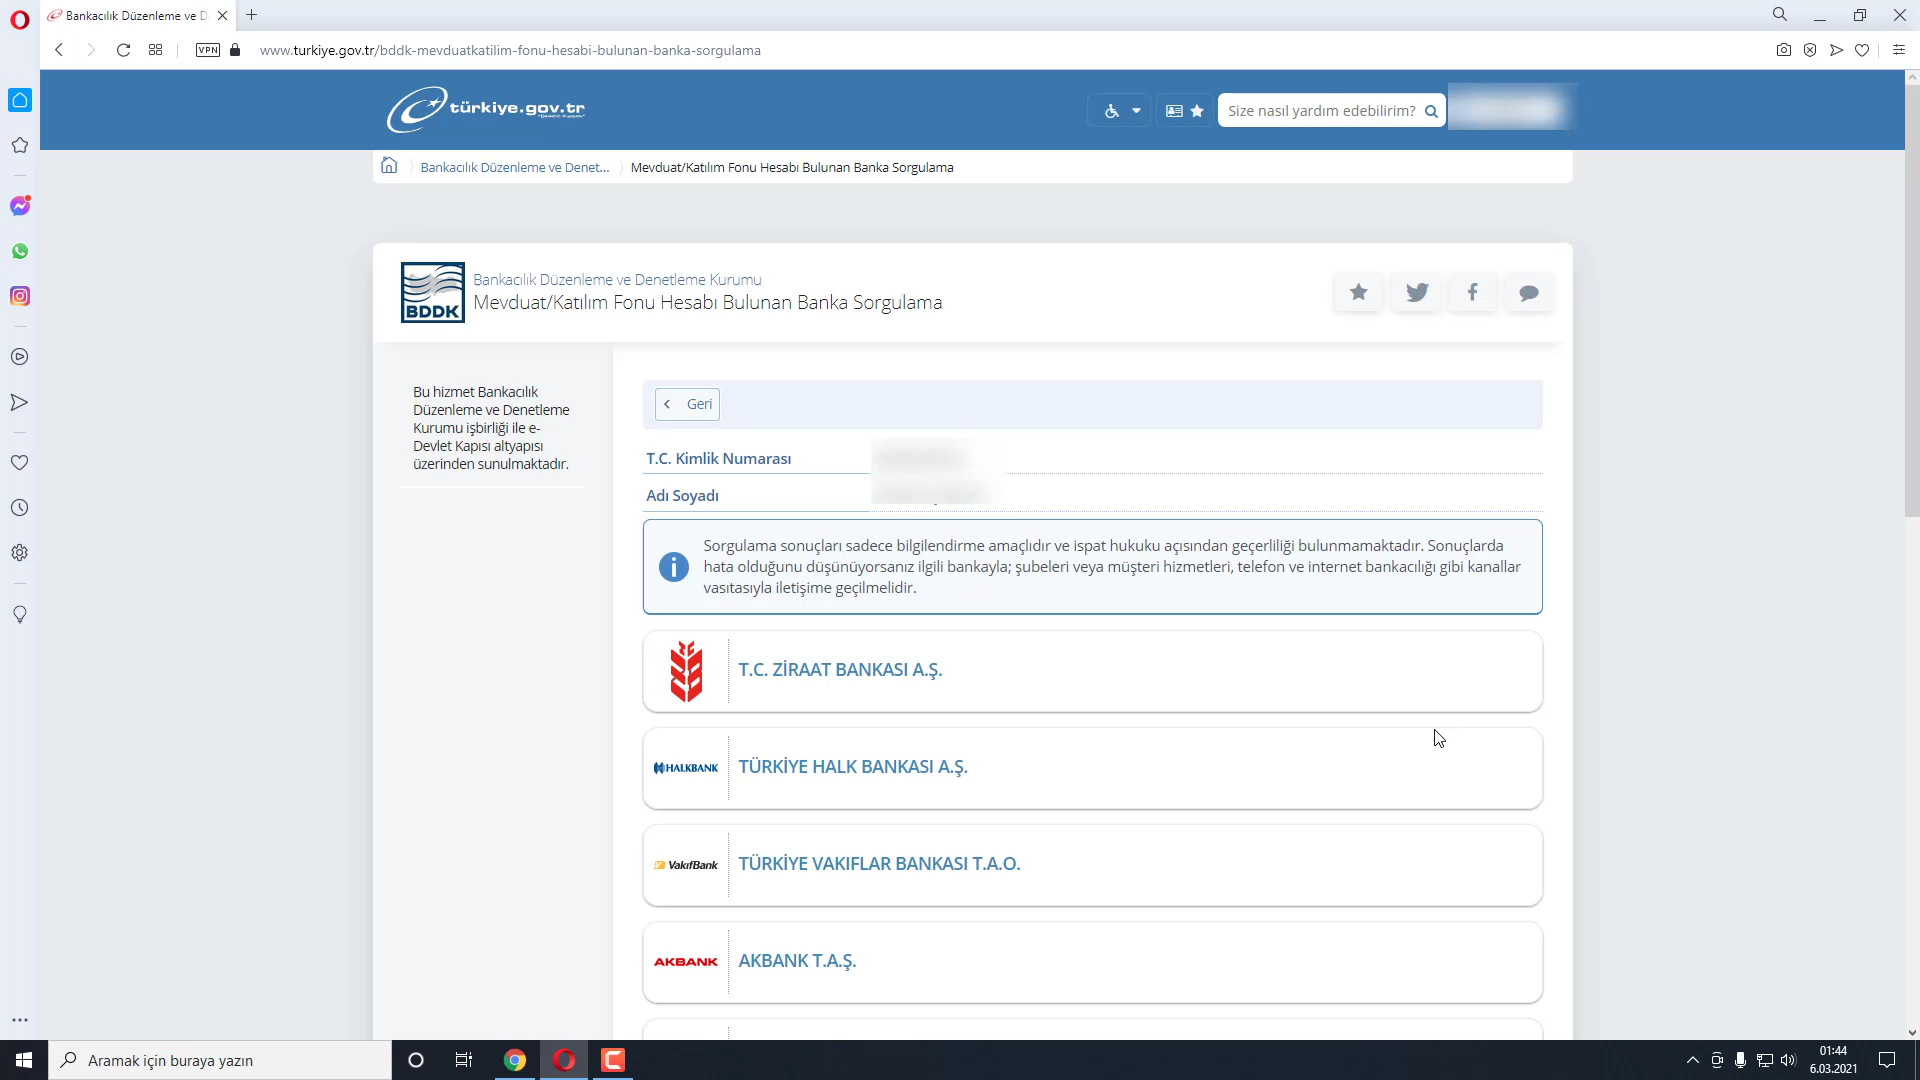 Bankacılık Düzenleme ve D
VPN
www.turkiye.gov.tr/bddk-mevduatkatilim-fonu-hesabi-bulunan-banka-sorgulama
türkiye.gov.tr
Size nasıl yardım edebilirim?
Bankacılık Düzenleme ve Denet...
Mevduat/Katılım Fonu Hesabı Bulunan Banka Sorgulama
BDDK
Bankacılık Düzenleme ve Denetleme Kurumu
Mevduat/Katılım Fonu Hesabı Bulunan Banka Sorgulama
Bu hizmet Bankacılık
Düzenleme ve Denetleme
Kurumu işbirliği ile e-
Devlet Kapısı altyapısı
üzerinden sunulmaktadır.
Geri
T.C. Kimlik Numarası
Adı Soyadı
Sorgulama sonuçları sadece bilgilendirme amaçlıdır ve ispat hukuku açısından geçerliliği bulunmamaktadır. Sonuçlarda
hata olduğunu düşünüyorsanız ilgili bankayla; şubeleri veya müşteri hizmetleri, telefon ve internet bankacılığı gibi kanallar
vasıtasıyla iletişime geçilmelidir.
T.C. ZİRAAT BANKASI A.Ş.
HALKBANK
TÜRKİYE HALK BANKASI A.Ş.
VakıfBank
TÜRKİYE VAKIFLAR BANKASI T.A.O.
AKBANK
AKBANK T.A.Ş.
Aramak için buraya yazın
01:44
6.03.2021